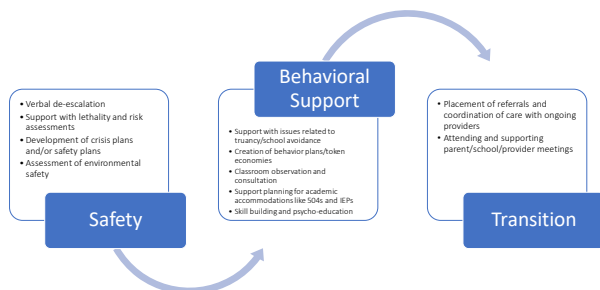 • Verbal de-escalation
• Support with lethality and risk
assessments
• Development of crisis plans
and/or safety plans
• Assessment of environmental
safety
Safety
Behavioral
Support
• Support with issues related to
truancy/school avoidance
• Creation of behavior plans/token
economies
• Classroom observation and
consultation
• Support planning for academic
accommodations like 504s and IEPs
• Skill building and psycho-education
• Placement of referrals and
coordination of care with ongoing
providers
• Attending and supporting
parent/school/provider meetings
Transition